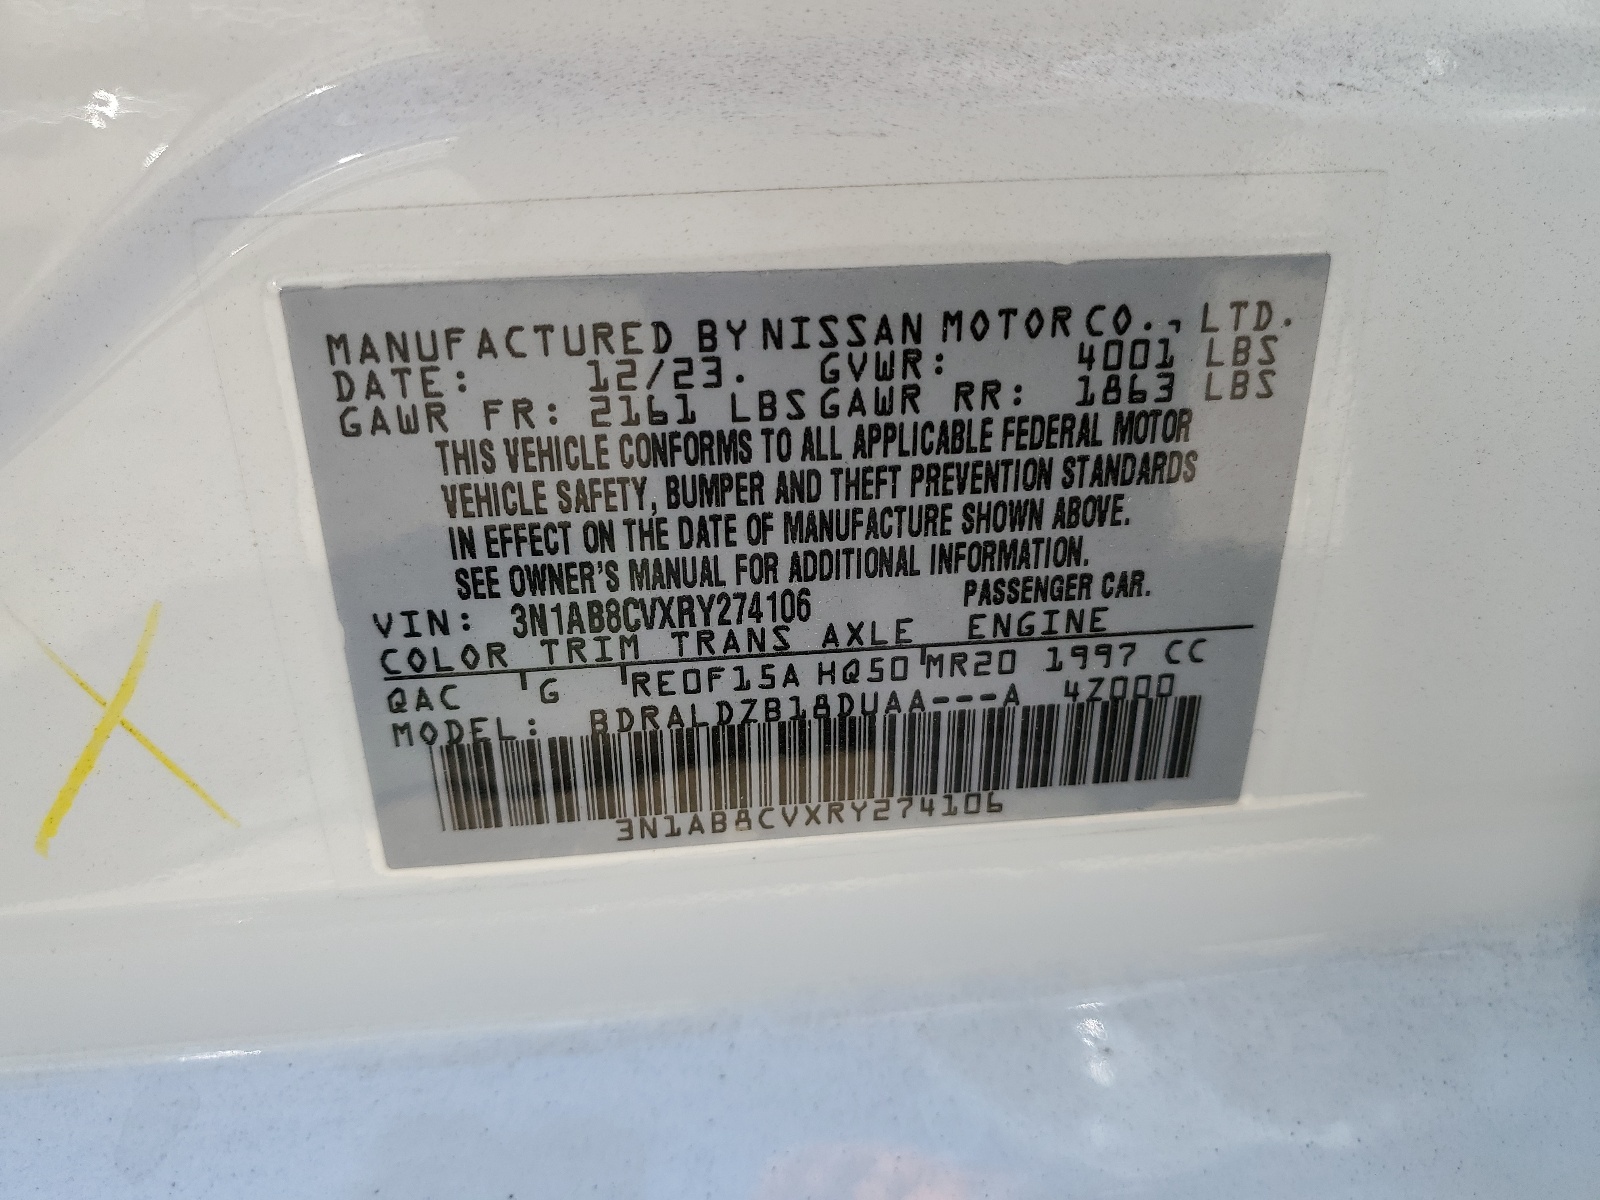 MANUFACTURED BY NISSAN MOTOR CO., LTD.
DATE: 12/23. GVWR: 4001 LBS
GAWR FR: 2161 LBS GAWR RR: 1863 LBS
THIS VEHICLE CONFORMS TO ALL APPLICABLE FEDERAL MOTOR
VEHICLE SAFETY, BUMPER AND THEFT PREVENTION STANDARDS
IN EFFECT ON THE DATE OF MANUFACTURE SHOWN ABOVE.
SEE OWNER'S MANUAL FOR ADDITIONAL INFORMATION.
VIN: 3N1AB8CVXRY274106 PASSENGER CAR.
COLOR TRIM TRANS AXLE ENGINE
QAC G RE0F15A HQ50 MR20 1997 CC
MODEL: BDRALDZB18DUAA---A 4Z000
3N1AB8CVXRY274106